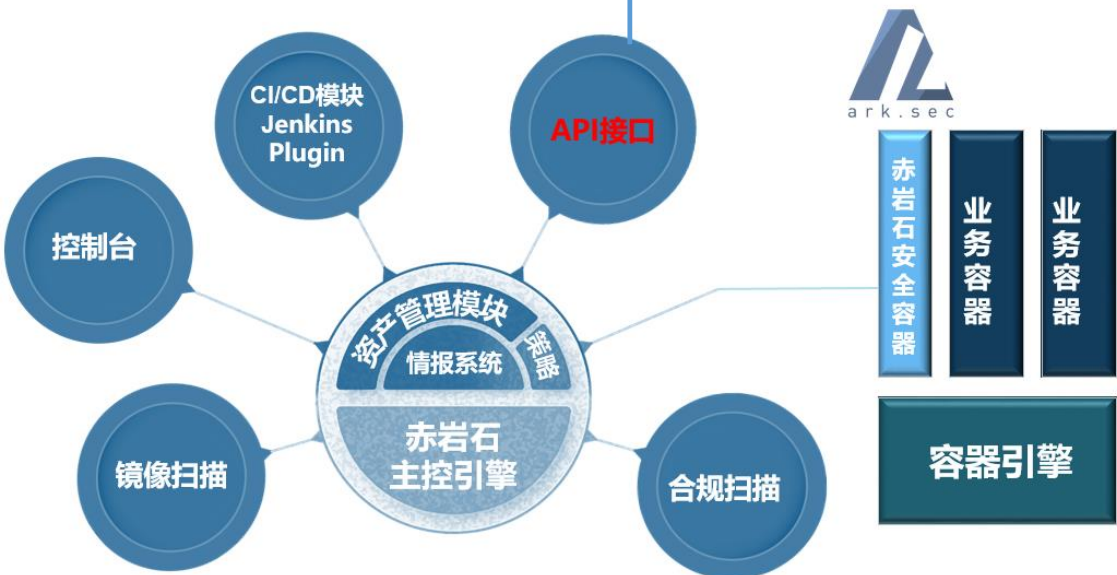 CI/CD模块
Jenkins
Plugin
API接口
ark.sec
控制台
资产管理模块
策略
情报系统
赤岩石
主控引擎
镜像扫描
合规扫描
赤岩石安全容器
业务容器
业务容器
容器引擎